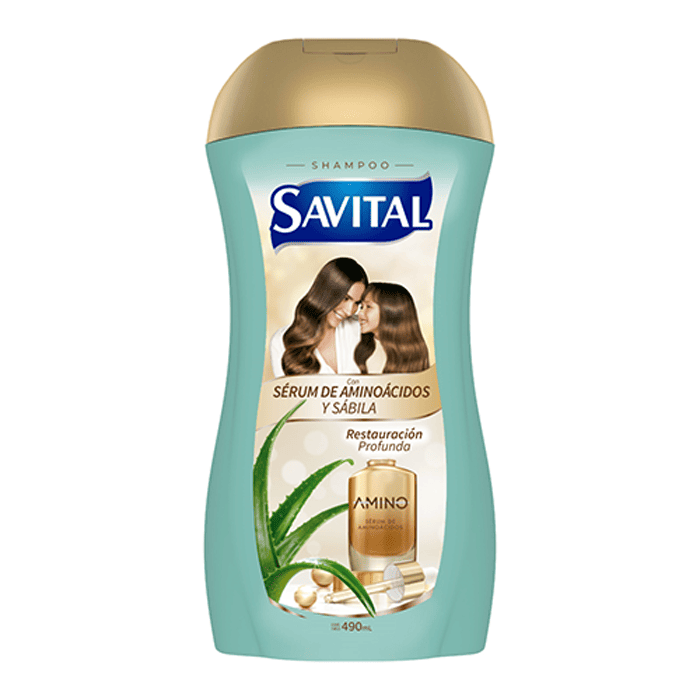 SHAMPOO
SAVITAL
Con
SÉRUM DE AMINOÁCIDOS
Y SÁBILA
Restauración
Profunda
AMINO
SÉRUM DE
AMINOÁCIDOS
490mL